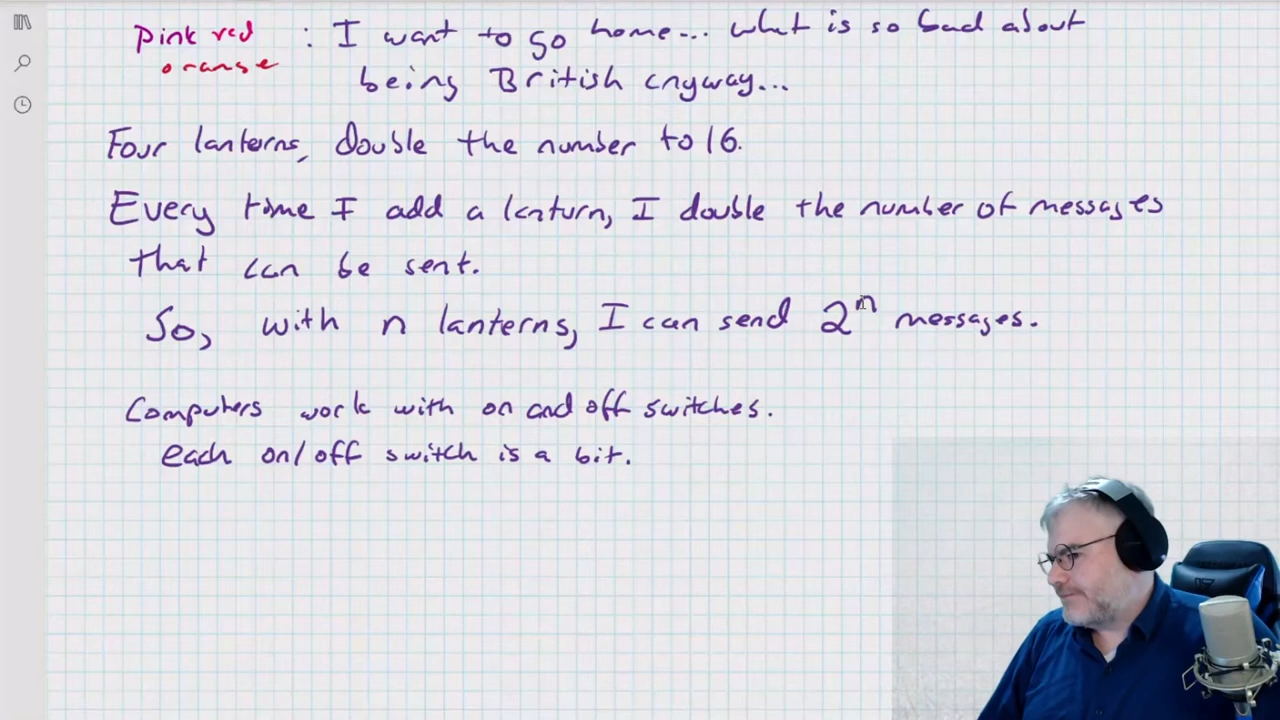 Pink red : I want to go home... what is so bad about
orange being British anyway...
Four lanterns, double the number to 16.
Every time I add a lanturn, I double the number of messages
that can be sent.
So, with n lanterns, I can send 2^n messages.
Computers work with on and off switches.
each on/off switch is a bit.